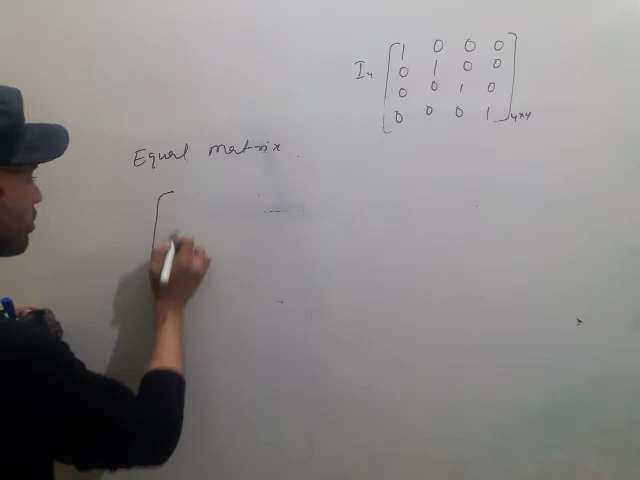 I4 [ 1 0 0 0
0 1 0 0
0 0 1 0
0 0 0 1 ] 4x4
Equal matrix.
[